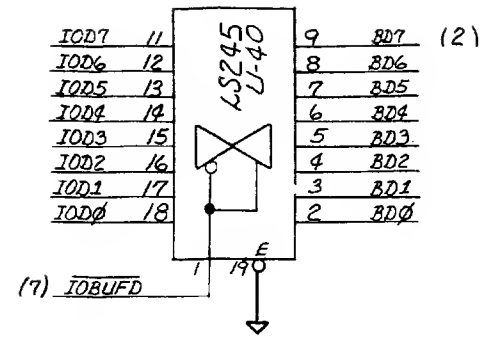 IOD7 11 LS245 U-40 9 BD7 (2)
IOD6 12 8 BD6
IOD5 13 7 BD5
IOD4 14 6 BD4
IOD3 15 5 BD3
IOD2 16 4 BD2
IOD1 17 3 BD1
IODØ 18 2 BDØ
E
1 19
(7) IOBUFD